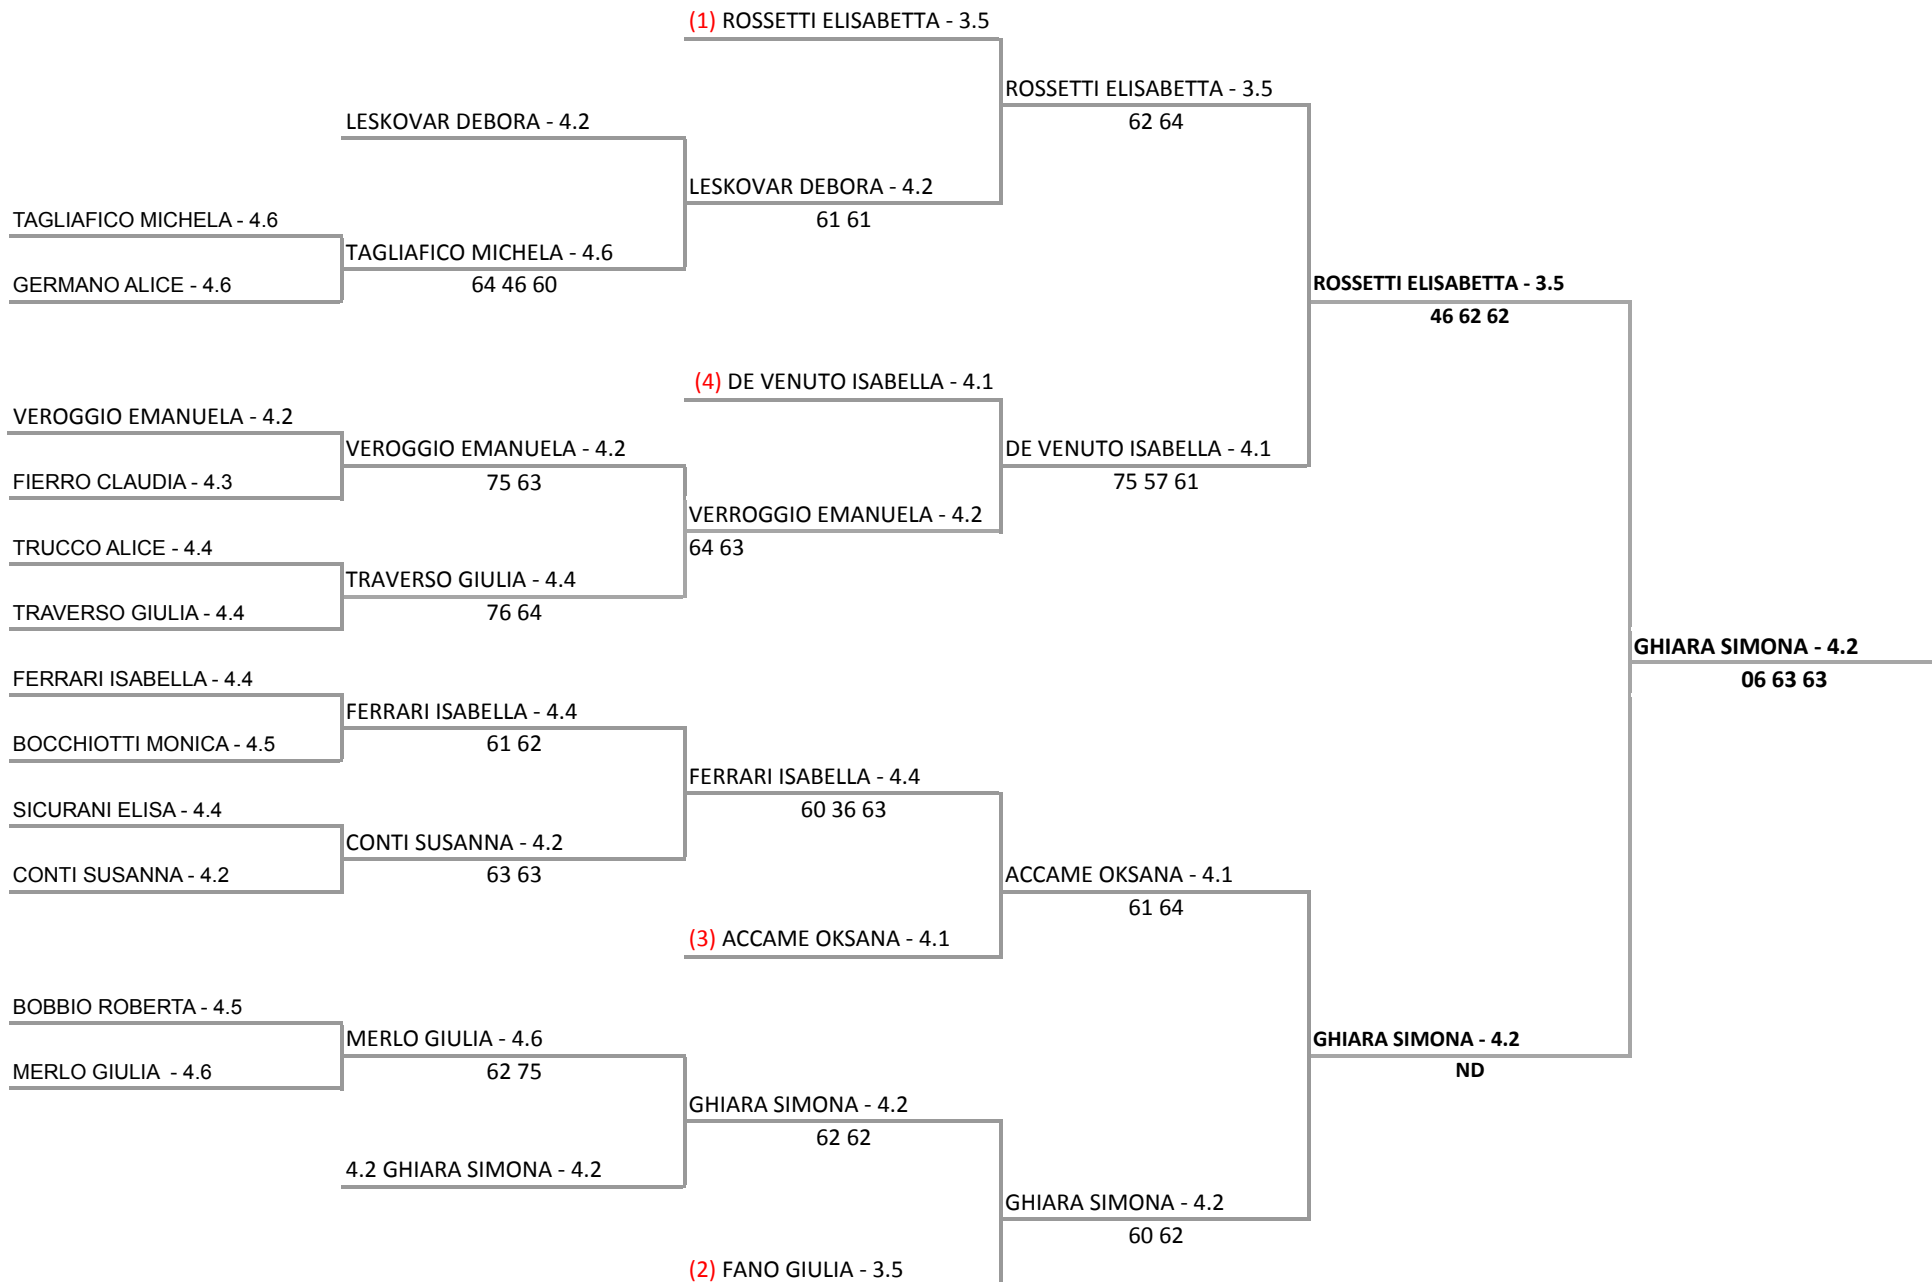 (1) ROSSETTI ELISABETTA - 3.5
ROSSETTI ELISABETTA - 3.5
62 64
LESKOVAR DEBORA - 4.2
LESKOVAR DEBORA - 4.2
61 61
TAGLIAFICO MICHELA - 4.6
TAGLIAFICO MICHELA - 4.6
64 46 60
GERMANO ALICE - 4.6
ROSSETTI ELISABETTA - 3.5
46 62 62
(4) DE VENUTO ISABELLA - 4.1
VEROGGIO EMANUELA - 4.2
VEROGGIO EMANUELA - 4.2
75 63
DE VENUTO ISABELLA - 4.1
75 57 61
FIERRO CLAUDIA - 4.3
VERROGGIO EMANUELA - 4.2
64 63
TRUCCO ALICE - 4.4
TRAVERSO GIULIA - 4.4
76 64
TRAVERSO GIULIA - 4.4
GHIARA SIMONA - 4.2
06 63 63
FERRARI ISABELLA - 4.4
FERRARI ISABELLA - 4.4
61 62
BOCCHIOTTI MONICA - 4.5
FERRARI ISABELLA - 4.4
60 36 63
SICURANI ELISA - 4.4
CONTI SUSANNA - 4.2
63 63
CONTI SUSANNA - 4.2
ACCAME OKSANA - 4.1
61 64
(3) ACCAME OKSANA - 4.1
BOBBIO ROBERTA - 4.5
MERLO GIULIA - 4.6
62 75
MERLO GIULIA  - 4.6
GHIARA SIMONA - 4.2
ND
GHIARA SIMONA - 4.2
62 62
4.2 GHIARA SIMONA - 4.2
GHIARA SIMONA - 4.2
60 62
(2) FANO GIULIA - 3.5